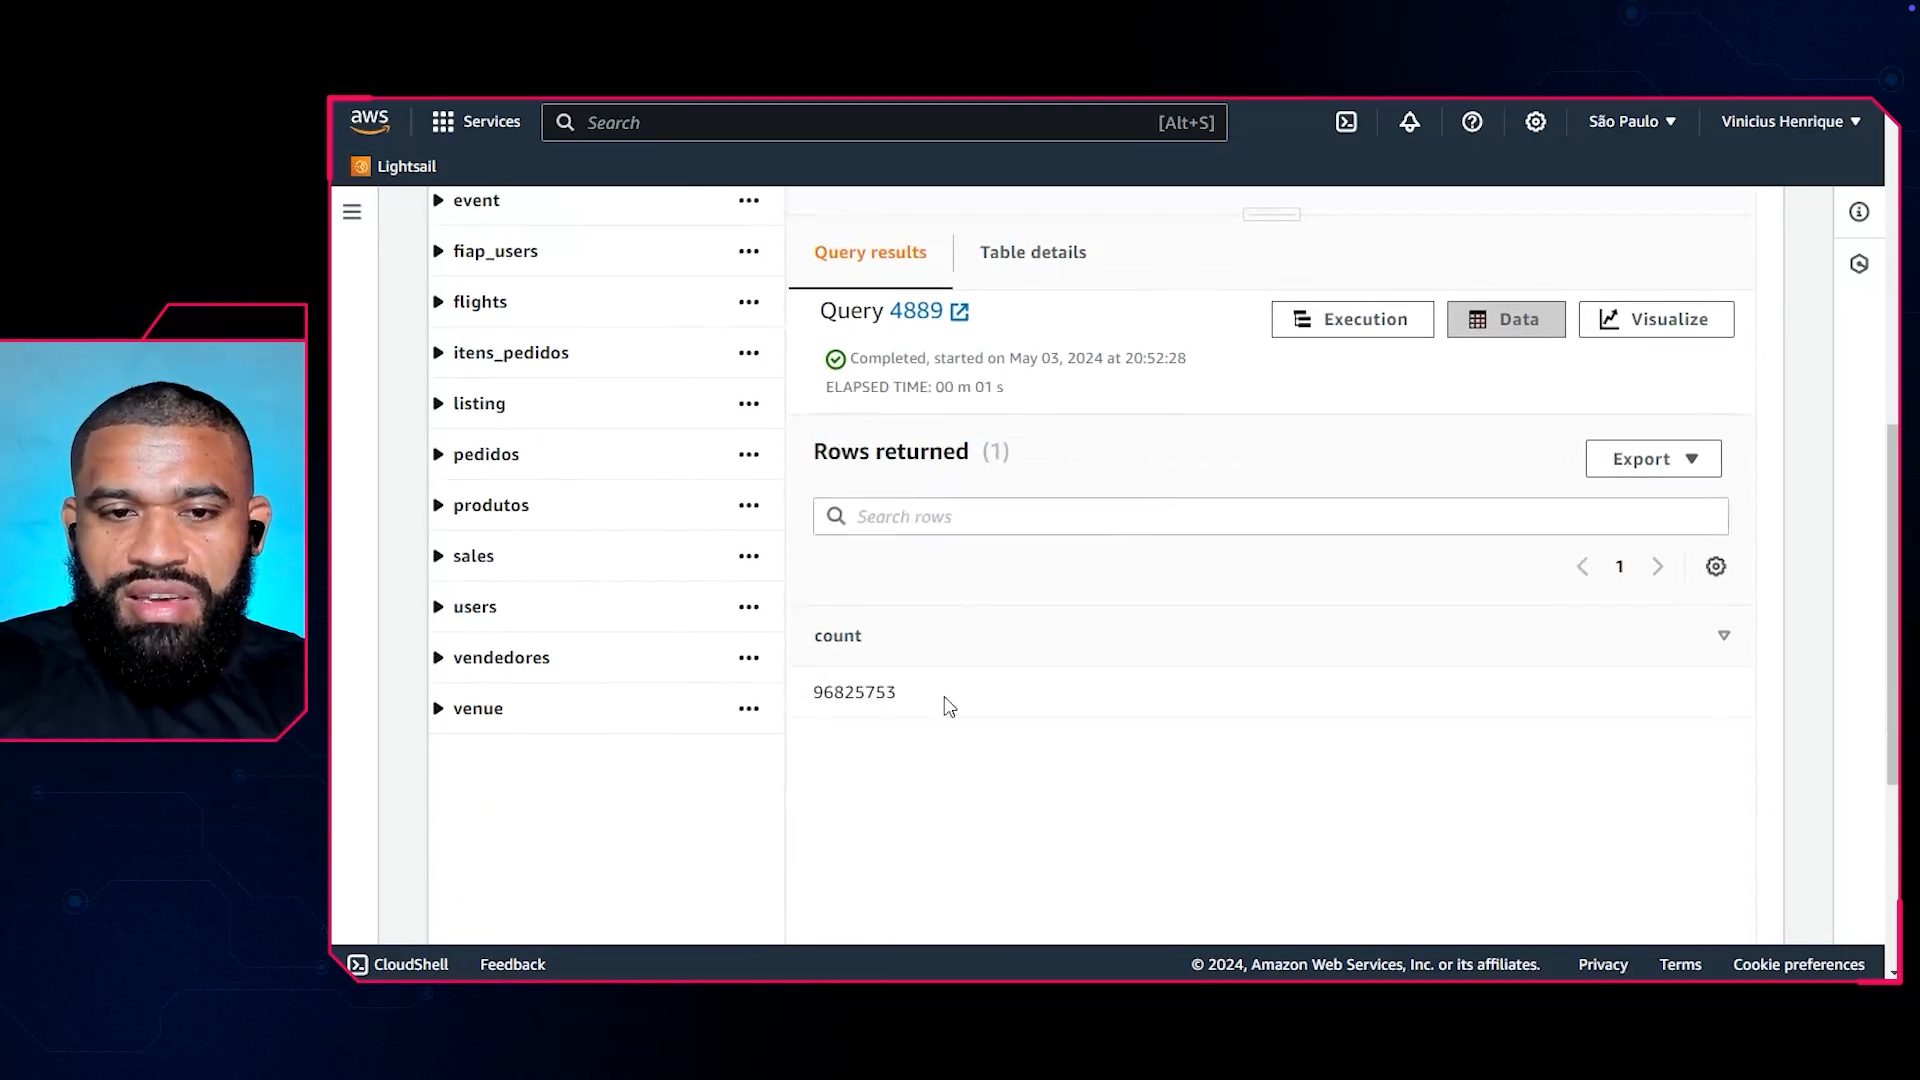 aws
Services
Search
[Alt+S]
São Paulo
Vinicius Henrique
Lightsail
event
fiap_users
flights
itens_pedidos
listing
pedidos
produtos
sales
users
vendedores
venue
Query results
Table details
Query 4889
Execution
Data
Visualize
Completed, started on May 03, 2024 at 20:52:28
ELAPSED TIME: 00 m 01 s
Rows returned (1)
Export
Search rows
1
count
96825753
CloudShell
Feedback
© 2024, Amazon Web Services, Inc. or its affiliates.
Privacy
Terms
Cookie preferences